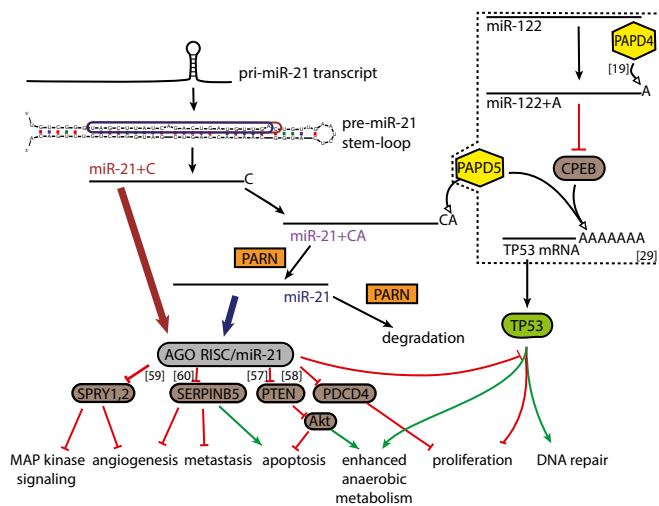 miR-122
PAPD4
[19]
A
miR-122+A
pri-miR-21 transcript
pre-miR-21
stem-loop
CPEB
PAPD5
miR-21+C
C
CA
miR-21+CA
AAAAAAA
TP53 mRNA
[29]
PARN
miR-21
PARN
degradation
TP53
AGO RISC/miR-21
[59]
[60]
[57]
[58]
SPRY1,2
SERPINB5
PTEN
PDCD4
Akt
MAP kinase
signaling
angiogenesis
metastasis
apoptosis
enhanced
anaerobic
metabolism
proliferation
DNA repair